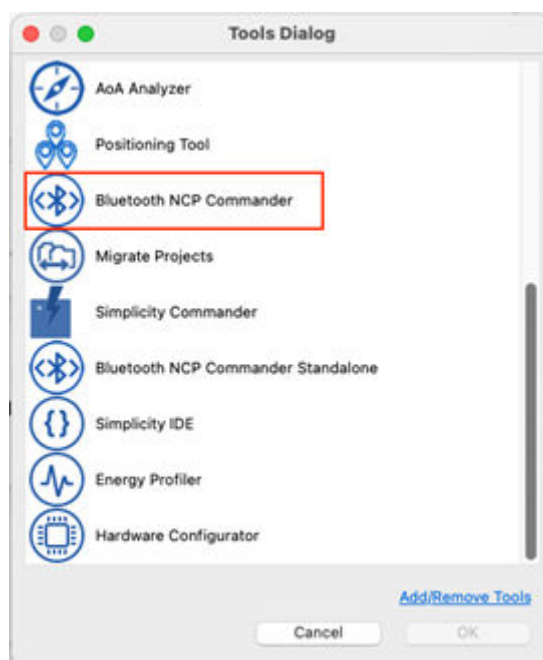 Tools Dialog
AoA Analyzer
Positioning Tool
Bluetooth NCP Commander
Migrate Projects
Simplicity Commander
Bluetooth NCP Commander Standalone
Simplicity IDE
Energy Profiler
Hardware Configurator
Add/Remove Tools
Cancel
OK